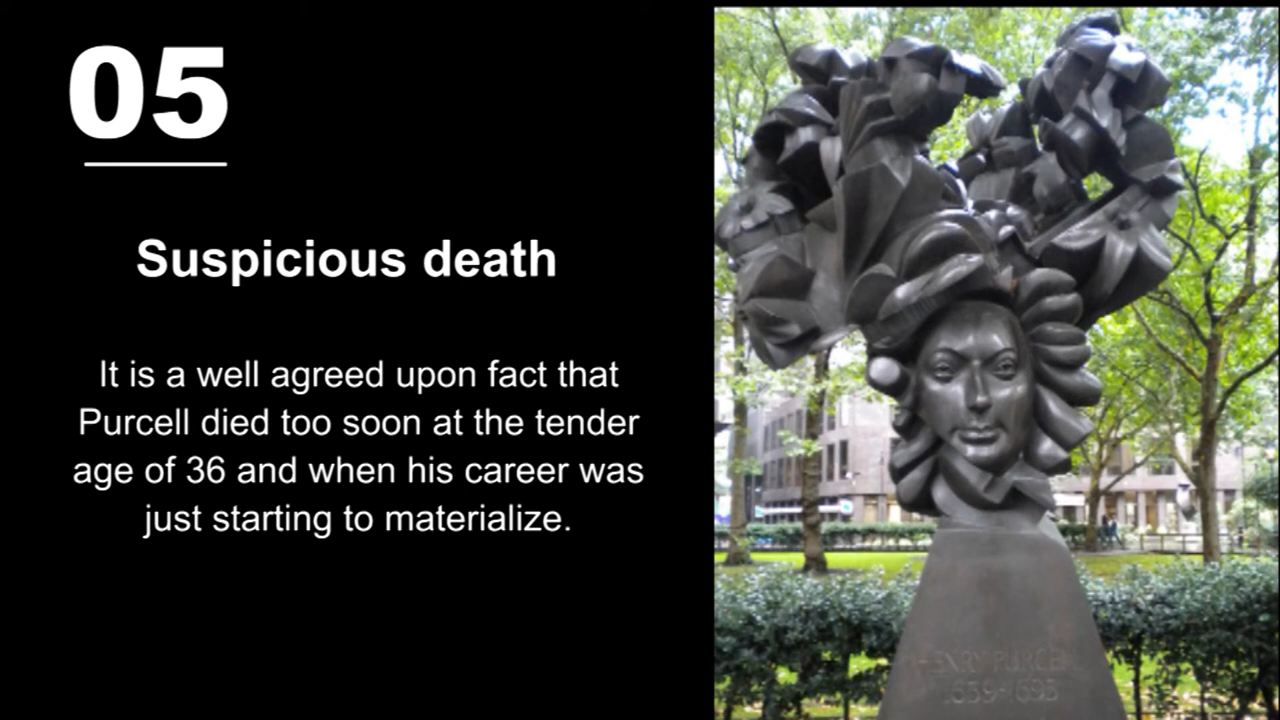 05
Suspicious death
It is a well agreed upon fact that
Purcell died too soon at the tender
age of 36 and when his career was
just starting to materialize.
HENRY PURCELL
1659-1695